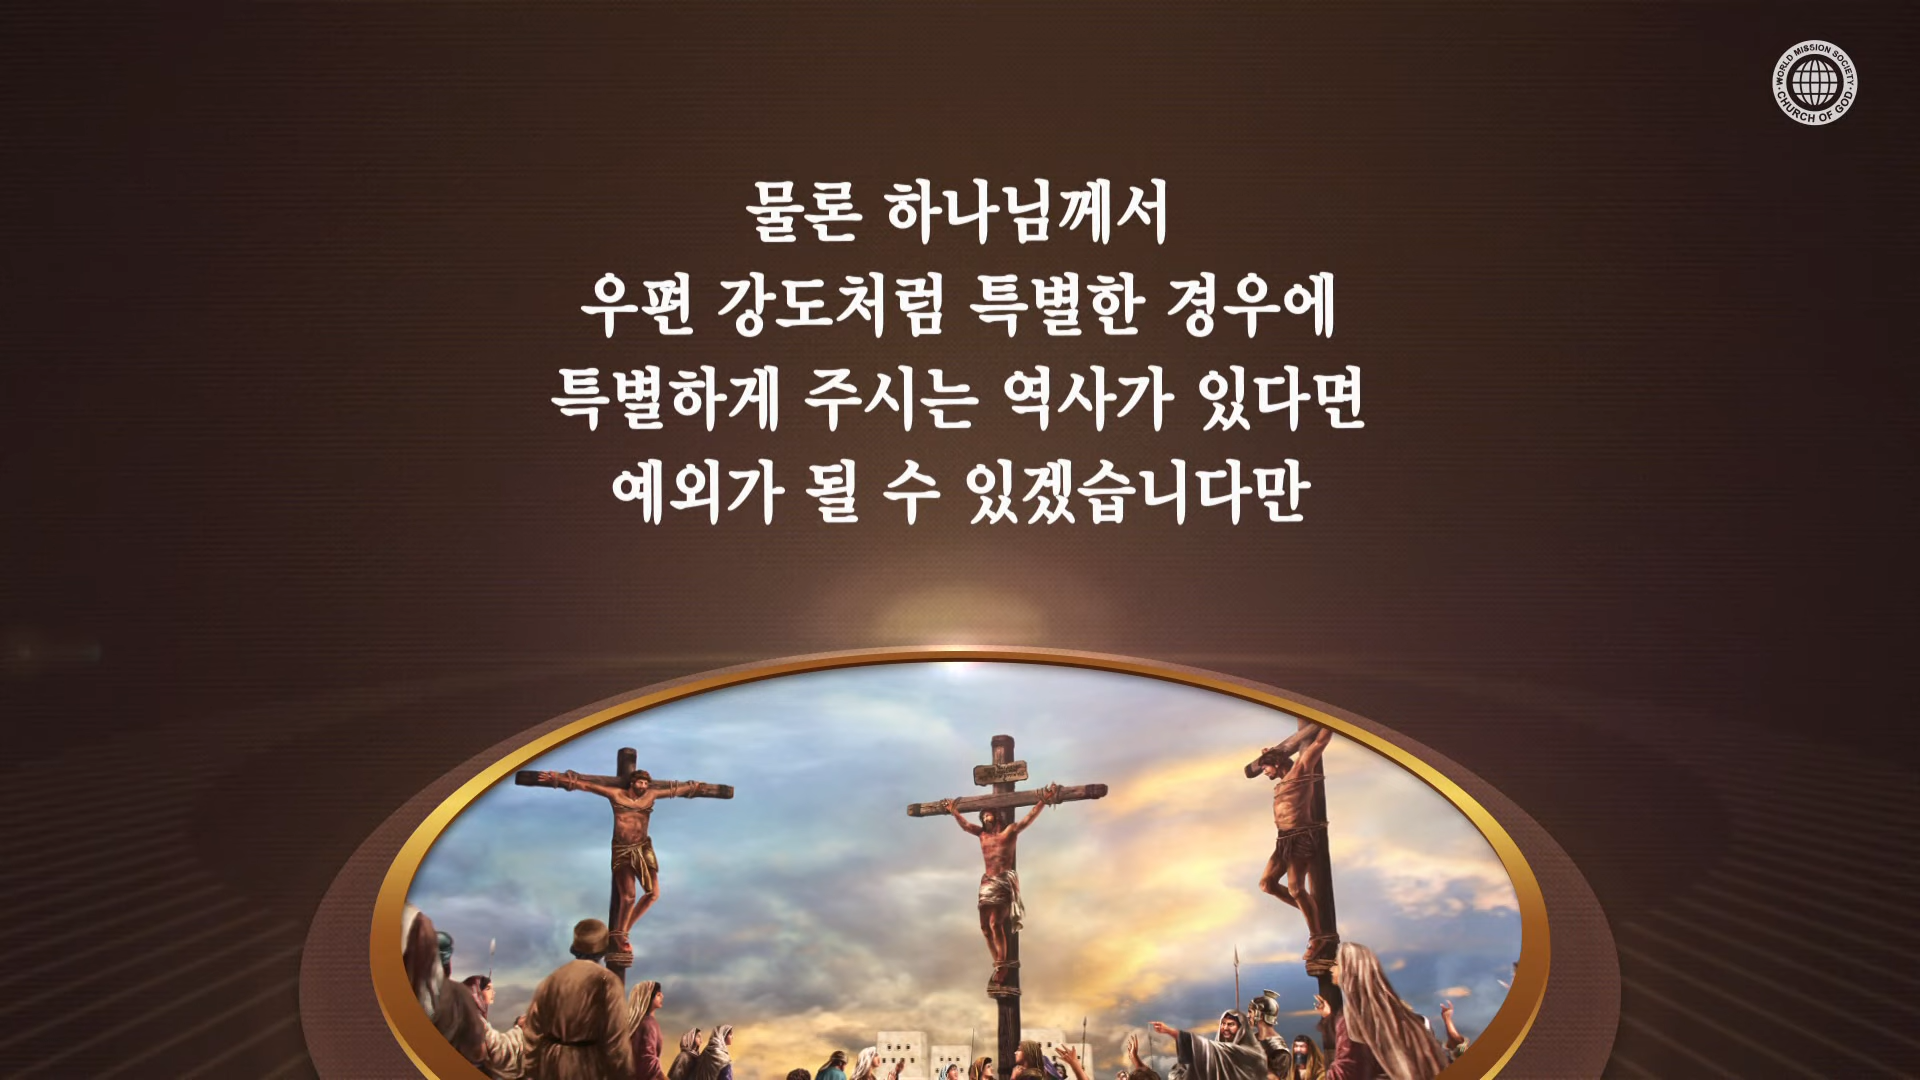 WORLD MISSION SOCIETY
CHURCH OF GOD
물론 하나님께서
우편 강도처럼 특별한 경우에
특별하게 주시는 역사가 있다면
예외가 될 수 있겠습니다만